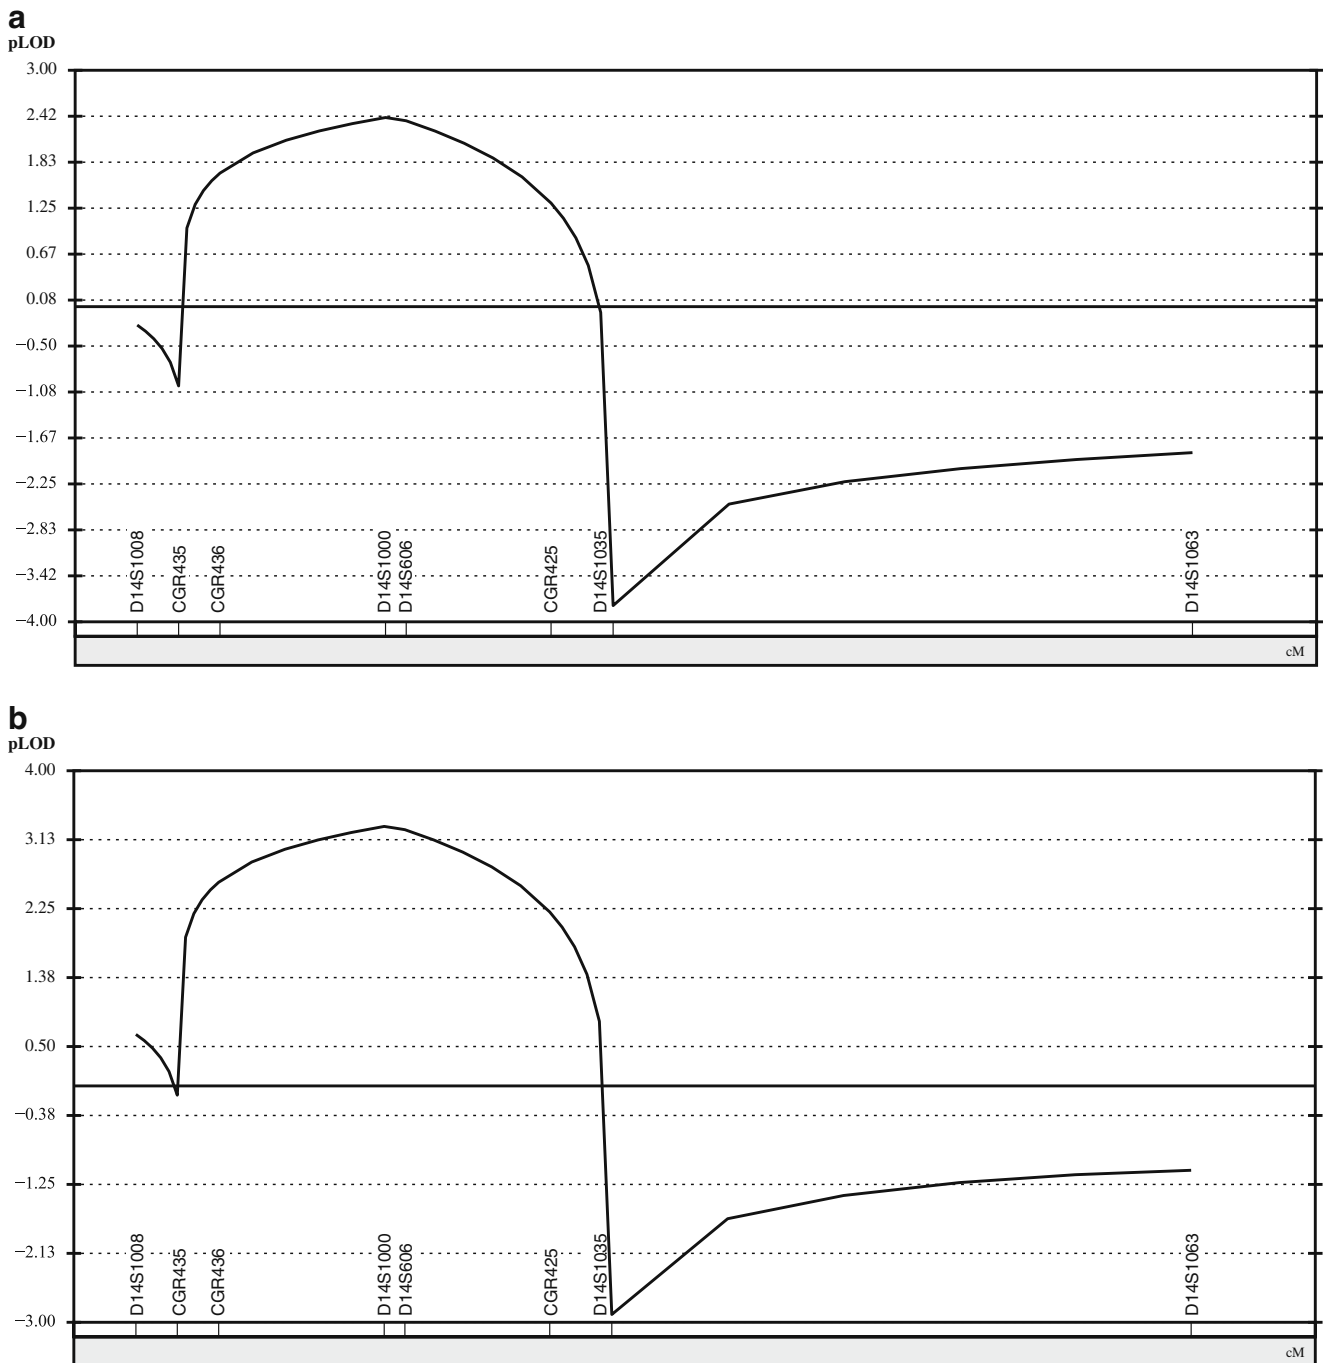 a
pLOD
3.00
2.42
1.83
1.25
0.67
0.08
−0.50
−1.08
−1.67
−2.25
−2.83
−3.42
−4.00
D14S1008
CGR435
CGR436
D14S1000
D14S606
CGR425
D14S1035
D14S1063
cM
b
pLOD
4.00
3.13
2.25
1.38
0.50
−0.38
−1.25
−2.13
−3.00
D14S1008
CGR435
CGR436
D14S1000
D14S606
CGR425
D14S1035
D14S1063
cM